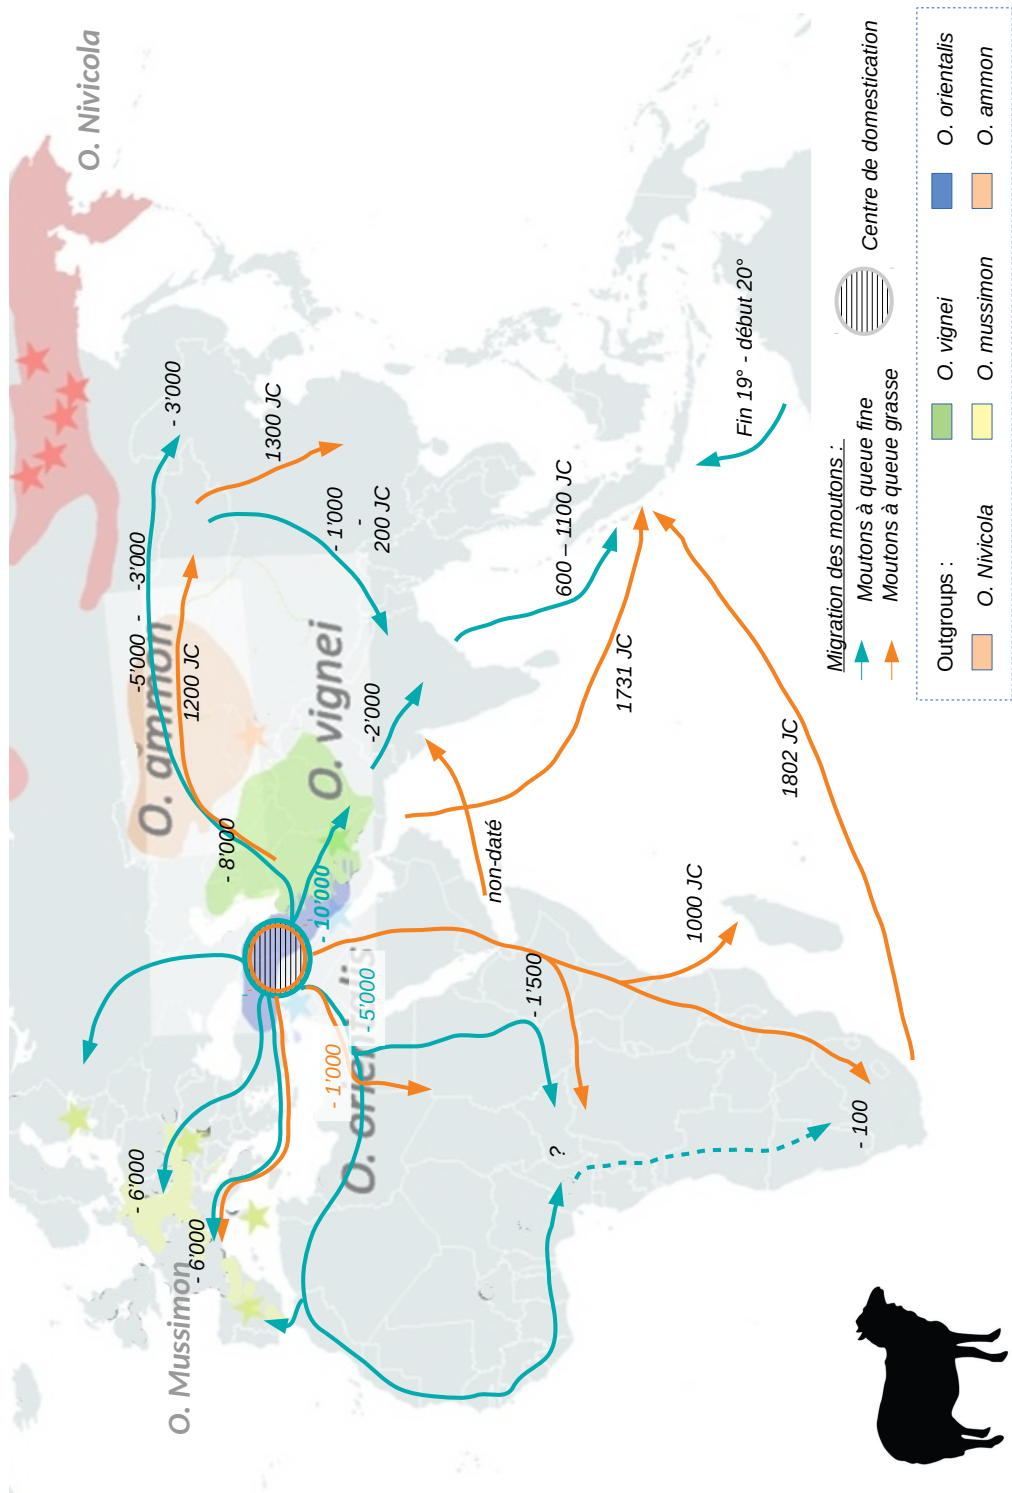 O. Nivicola
O. ammon
O. vignei
O. orientalis
O. Mussimon
- 3'000
-5'000 - -3'000
1200 JC
1300 JC
- 1'000
-
200 JC
- 8'000
-2'000
- 10'000
- 6'000
- 6'000
- 5'000
- 1'000
non-daté
600 – 1100 JC
1731 JC
Fin 19° - début 20°
1802 JC
1000 JC
- 1'500
?
- 100
Migration des moutons :
Moutons à queue fine
Moutons à queue grasse
Centre de domestication
Outgroups :
O. vignei
O. orientalis
O. Nivicola
O. mussimon
O. ammon